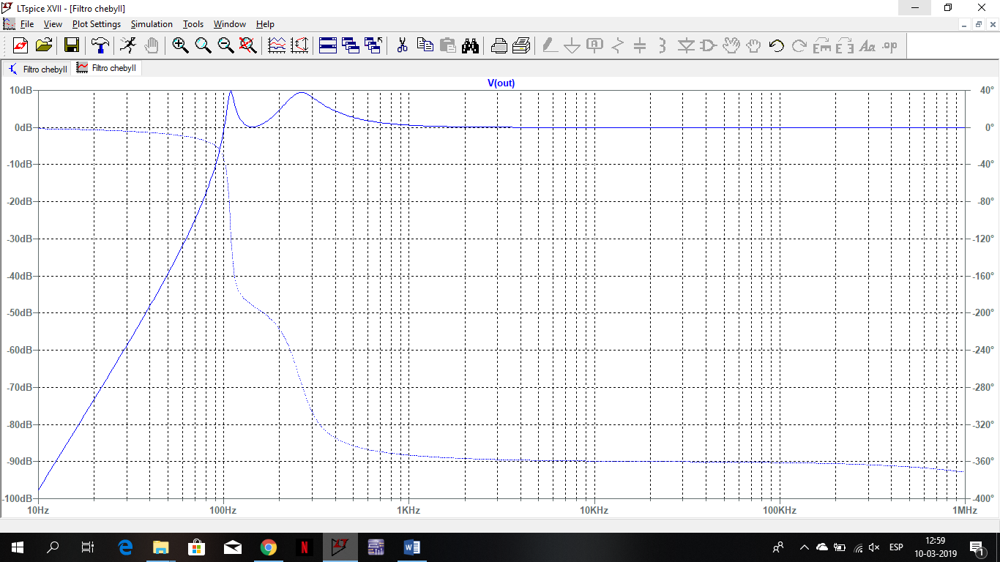 LTspice XVII - [Filtro chebyII]
File View Plot Settings Simulation Tools Window Help
Filtro chebyII Filtro chebyII
V(out)
10dB 40°
0dB 0°
-10dB -40°
-20dB -80°
-30dB -120°
-40dB -160°
-50dB -200°
-60dB -240°
-70dB -280°
-80dB -320°
-90dB -360°
-100dB -400°
10Hz 100Hz 1KHz 10KHz 100KHz 1MHz
ESP
12:59
10-03-2019
1